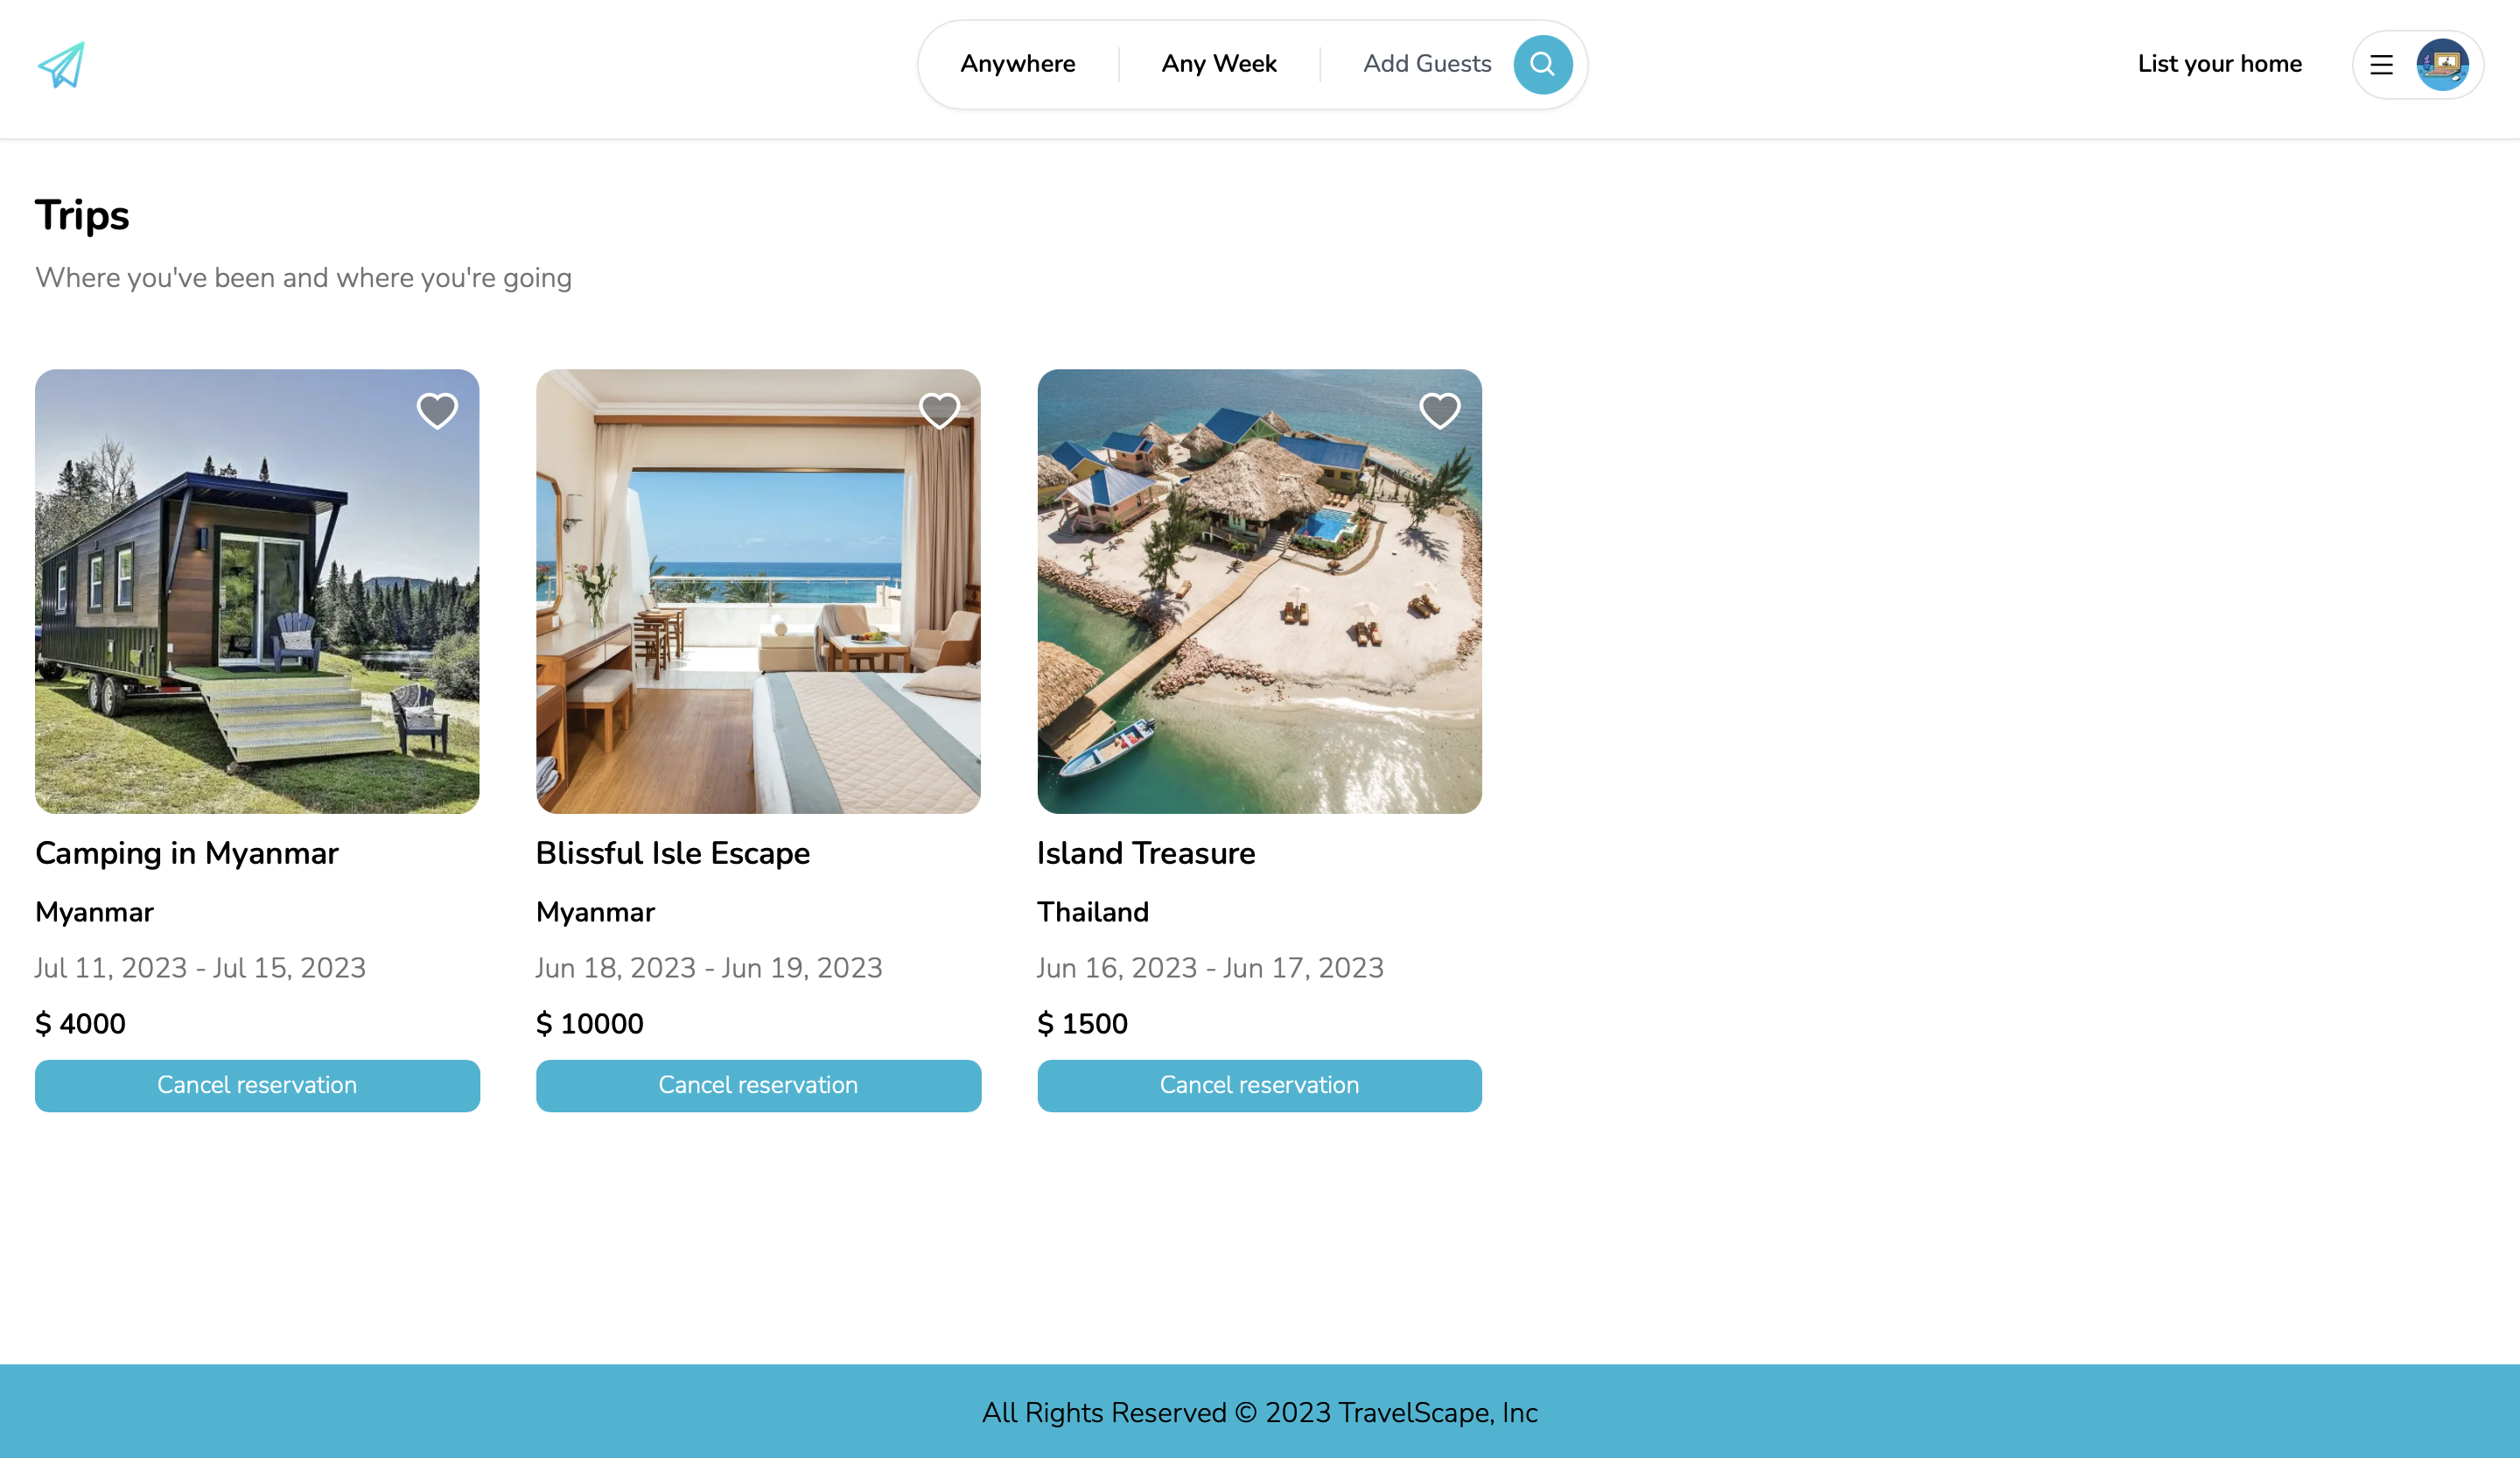 Anywhere
Any Week
Add Guests
List your home
Trips
Where you've been and where you're going
Camping in Myanmar
Myanmar
Jul 11, 2023 - Jul 15, 2023
$ 4000
Cancel reservation
Blissful Isle Escape
Myanmar
Jun 18, 2023 - Jun 19, 2023
$ 10000
Cancel reservation
Island Treasure
Thailand
Jun 16, 2023 - Jun 17, 2023
$ 1500
Cancel reservation
All Rights Reserved © 2023 TravelScape, Inc